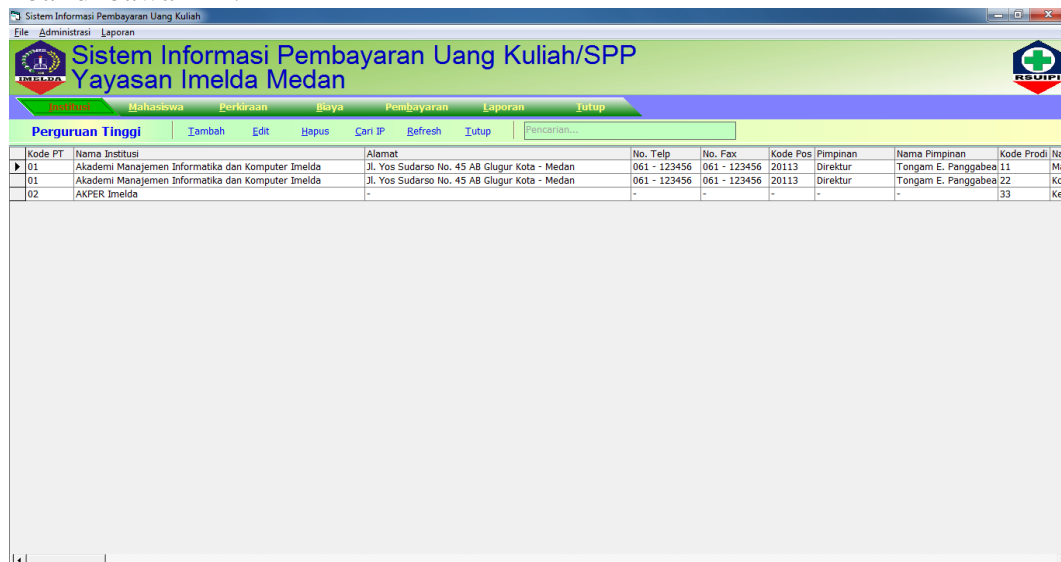 Sistem Informasi Pembayaran Uang Kuliah
File Administrasi Laporan
Sistem Informasi Pembayaran Uang Kuliah/SPP
Yayasan Imelda Medan
IMELDA
RSUIPI
Institusi Mahasiswa Perkiraan Biaya Pembayaran Laporan Tutup
Perguruan Tinggi Tambah Edit Hapus Cari IP Refresh Tutup Pencarian...
Kode PT Nama Institusi Alamat No. Telp No. Fax Kode Pos Pimpinan Nama Pimpinan Kode Prodi Na
01 Akademi Manajemen Informatika dan Komputer Imelda Jl. Yos Sudarso No. 45 AB Glugur Kota - Medan 061 - 123456 061 - 123456 20113 Direktur Tongam E. Panggabea 11 Ma
01 Akademi Manajemen Informatika dan Komputer Imelda Jl. Yos Sudarso No. 45 AB Glugur Kota - Medan 061 - 123456 061 - 123456 20113 Direktur Tongam E. Panggabea 22 Ko
02 AKPER Imelda - - - - - - 33 Ke